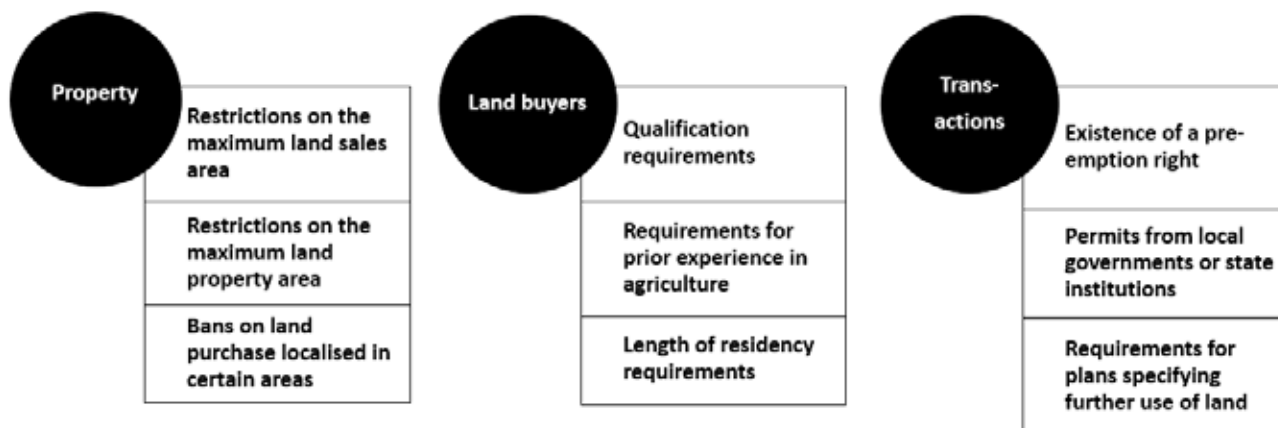 Property
Restrictions on the
maximum land sales
area
Restrictions on the
maximum land
property area
Bans on land
purchase localised in
certain areas
Land buyers
Qualification
requirements
Requirements for
prior experience in
agriculture
Length of residency
requirements
Trans-
actions
Existence of a pre-
emption right
Permits from local
governments or state
institutions
Requirements for
plans specifying
further use of land